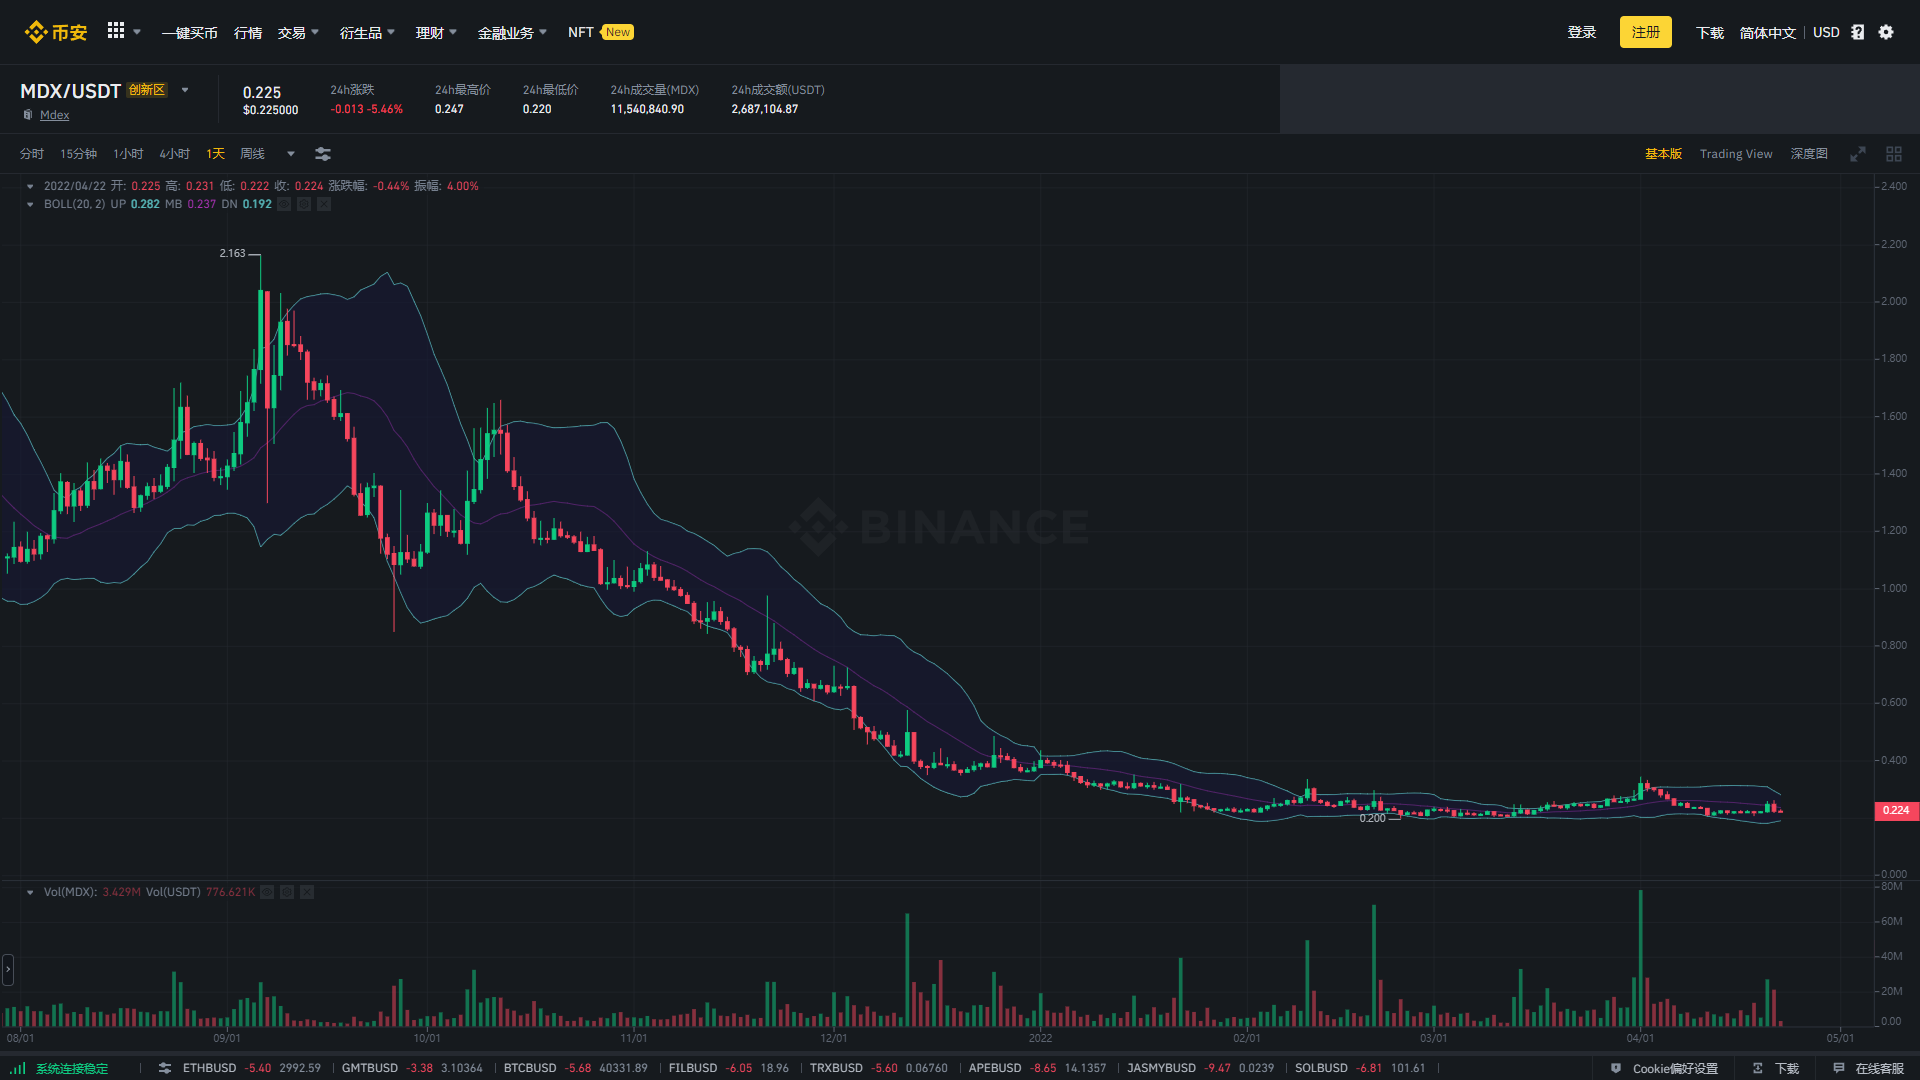 币安 一键买币 行情 交易 衍生品 理财 金融业务 NFT New 登录 注册 下载 简体中文 USD
MDX/USDT 创新区
Mdex
0.225
$0.225000
24h涨跌
-0.013 -5.46%
24h最高价
0.247
24h最低价
0.220
24h成交量(MDX)
11,540,840.90
24h成交额(USDT)
2,687,104.87
分时 15分钟 1小时 4小时 1天 周线 基本版 Trading View 深度图
2022/04/22 开: 0.225 高: 0.231 低: 0.222 收: 0.224 涨跌幅: -0.44% 振幅: 4.00%
BOLL(20, 2) UP 0.282 MB 0.237 DN 0.192
2.163
BINANCE
0.200
2.400
2.200
2.000
1.800
1.600
1.400
1.200
1.000
0.800
0.600
0.400
0.224
0.000
Vol(MDX): 3.429M Vol(USDT) 776.621K
80M
60M
40M
20M
0.00
08/01 09/01 10/01 11/01 12/01 2022 02/01 03/01 04/01 05/01
系统连接稳定 ETHBUSD -5.40 2992.59 GMTBUSD -3.38 3.10364 BTCBUSD -5.68 40331.89 FILBUSD -6.05 18.96 TRXBUSD -5.60 0.06760 APEBUSD -8.65 14.1357 JASMYBUSD -9.47 0.0239 SOLBUSD -6.81 101.61 Cookie偏好设置 下载 在线客服